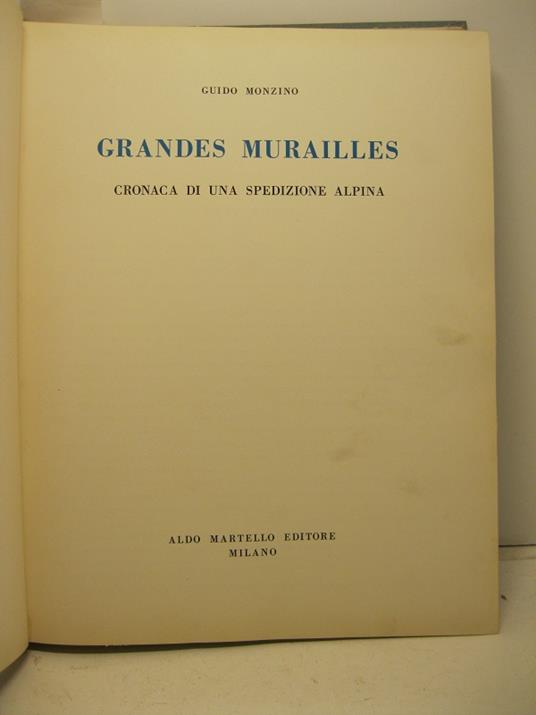 GUIDO MONZINO
GRANDES MURAILLES
CRONACA DI UNA SPEDIZIONE ALPINA
ALDO MARTELLO EDITORE
MILANO